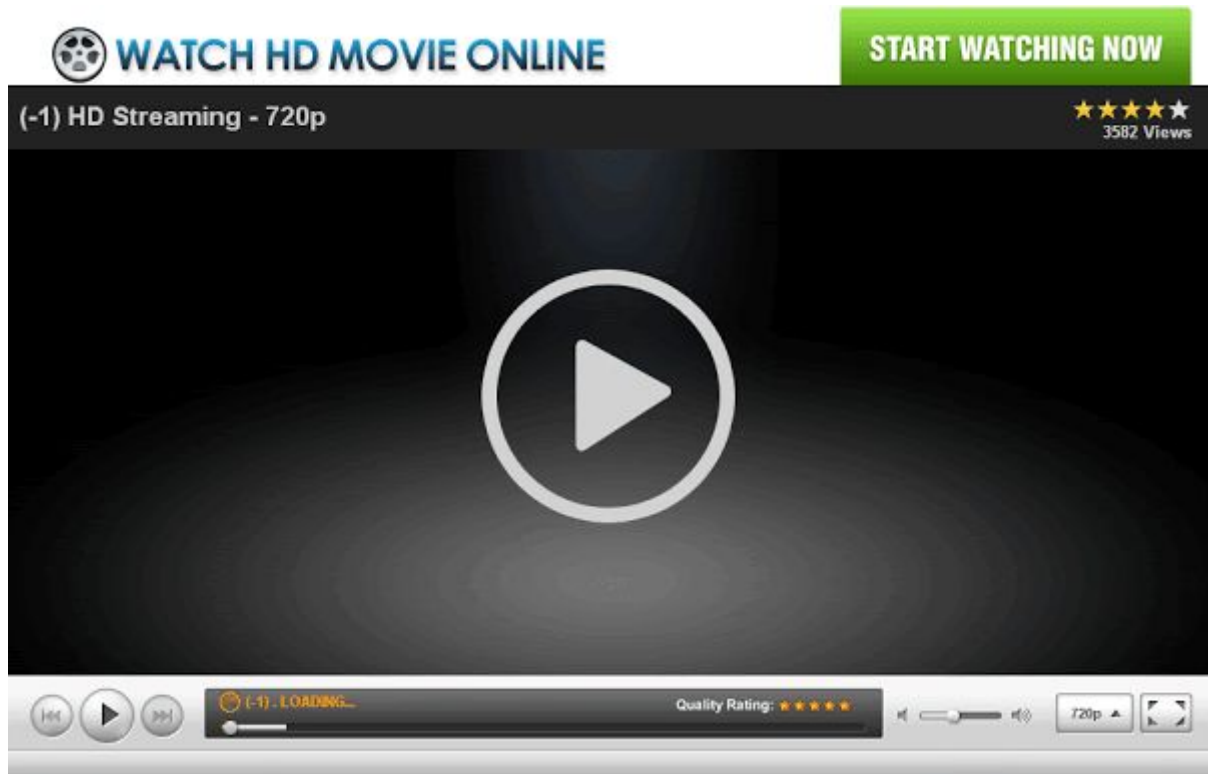 WATCH HD MOVIE ONLINE
START WATCHING NOW
(-1) HD Streaming - 720p
3582 Views
(-1) . LOADING...
Quality Rating:
720p